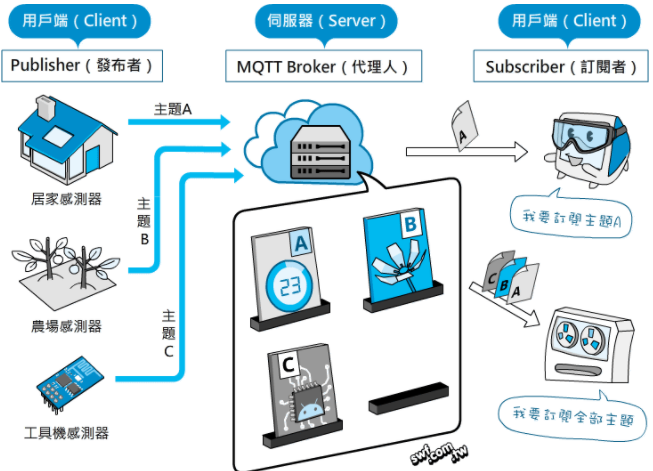 用戶端（Client）
伺服器（Server）
用戶端（Client）
Publisher（發布者）
MQTT Broker（代理人）
Subscriber（訂閱者）
主題A
居家感測器
主題B
農場感測器
主題C
工具機感測器
A
23
B
C
A
我要訂閱主題A
C
B
A
我要訂閱全部主題
swf.com.tw